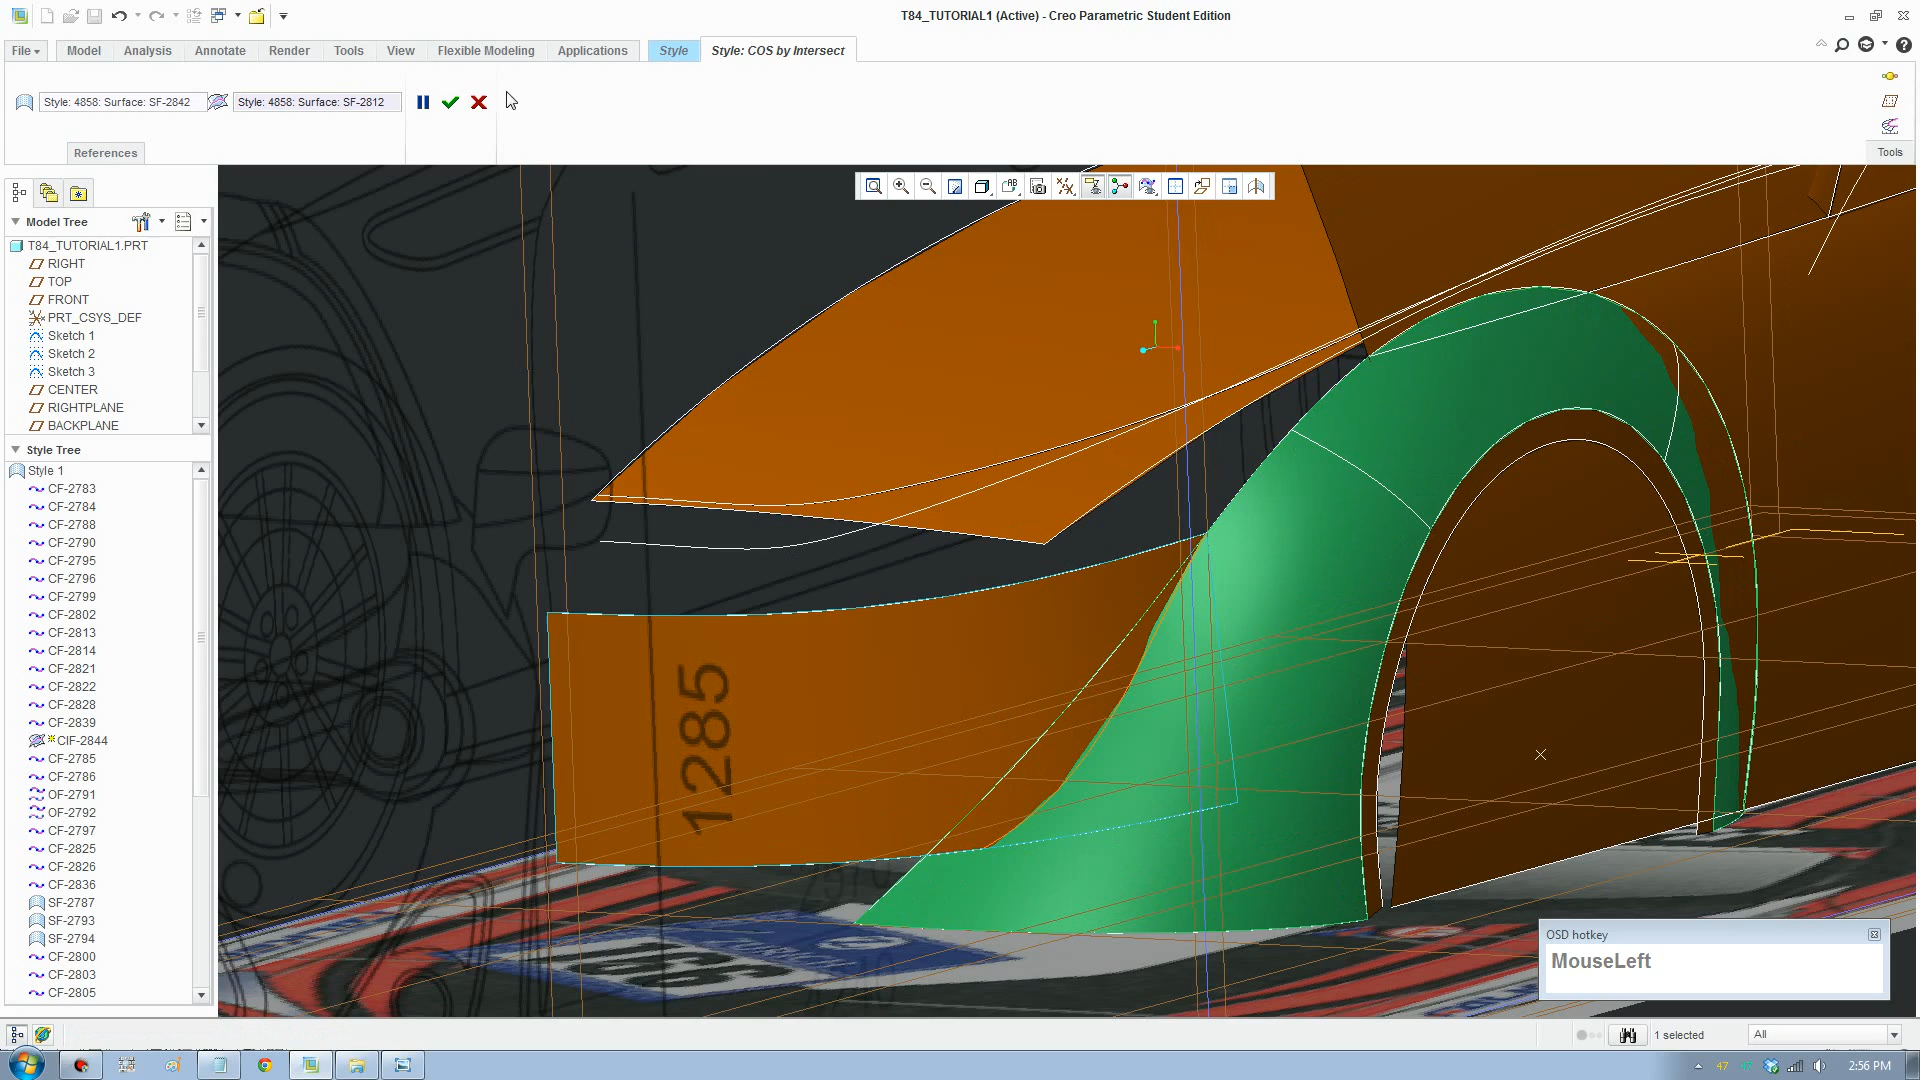 T84_TUTORIAL1 (Active) - Creo Parametric Student Edition
File
Model
Analysis
Annotate
Render
Tools
View
Flexible Modeling
Applications
Style
Style: COS by Intersect
Style: 4858: Surface: SF-2842
Style: 4858: Surface: SF-2812
References
Tools
Model Tree
T84_TUTORIAL1.PRT
RIGHT
TOP
FRONT
PRT_CSYS_DEF
Sketch 1
Sketch 2
Sketch 3
CENTER
RIGHTPLANE
BACKPLANE
Style Tree
Style 1
CF-2783
CF-2784
CF-2788
CF-2790
CF-2795
CF-2796
CF-2799
CF-2802
CF-2813
CF-2814
CF-2821
CF-2822
CF-2828
CF-2839
CIF-2844
CF-2785
CF-2786
OF-2791
OF-2792
CF-2797
CF-2825
CF-2826
CF-2836
SF-2787
SF-2793
SF-2794
CF-2800
CF-2803
CF-2805
1285
OSD hotkey
MouseLeft
1 selected
All
47
2:56 PM